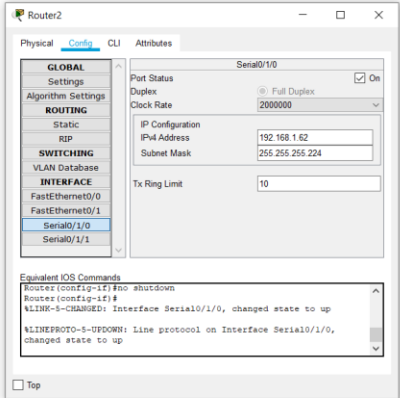 Router2
Physical Config CLI Attributes
GLOBAL
Settings
Algorithm Settings
ROUTING
Static
RIP
SWITCHING
VLAN Database
INTERFACE
FastEthernet0/0
FastEthernet0/1
Serial0/1/0
Serial0/1/1
Serial0/1/0
Port Status On
Duplex Full Duplex
Clock Rate 2000000
IP Configuration
IPv4 Address 192.168.1.62
Subnet Mask 255.255.255.224
Tx Ring Limit 10
Equivalent IOS Commands
Router(config-if)#no shutdown
Router(config-if)#
%LINK-5-CHANGED: Interface Serial0/1/0, changed state to up
%LINEPROTO-5-UPDOWN: Line protocol on Interface Serial0/1/0,
changed state to up
Top